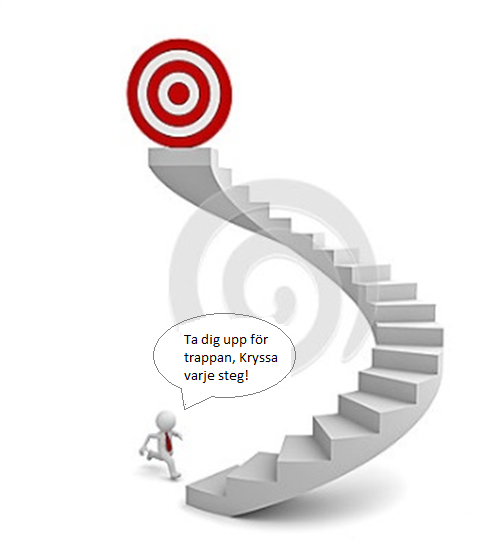 Ta dig upp för
trappan, Kryssa
varje steg!